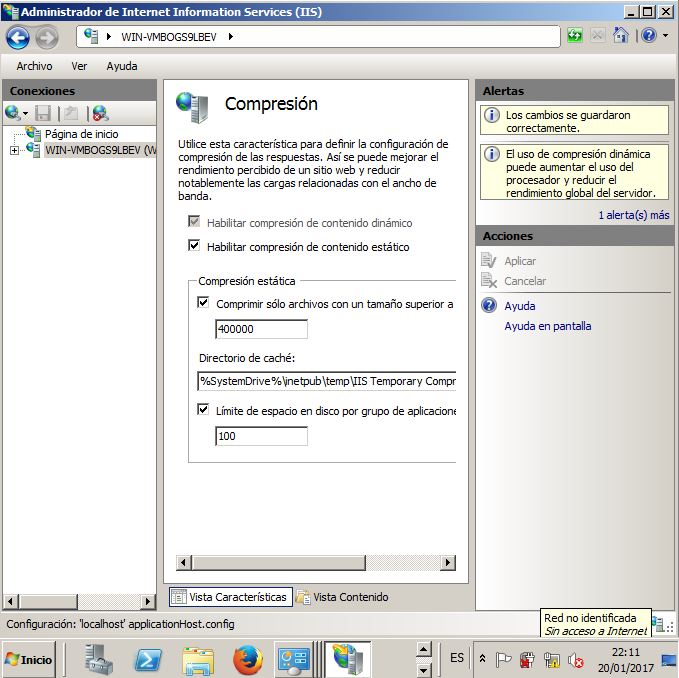 Administrador de Internet Information Services (IIS)
WIN-VMBOGS9LBEV
Archivo Ver Ayuda
Conexiones
Página de inicio
WIN-VMBOGS9LBEV (W
Compresión
Utilice esta característica para definir la configuración de
compresión de las respuestas. Así se puede mejorar el
rendimiento percibido de un sitio web y reducir
notablemente las cargas relacionadas con el ancho de
banda.
Habilitar compresión de contenido dinámico
Habilitar compresión de contenido estático
Compresión estática
Comprimir sólo archivos con un tamaño superior a
400000
Directorio de caché:
%SystemDrive%\inetpub\temp\IIS Temporary Compr
Límite de espacio en disco por grupo de aplicacione
100
Vista Características
Vista Contenido
Alertas
Los cambios se guardaron
correctamente.
El uso de compresión dinámica
puede aumentar el uso del
procesador y reducir el
rendimiento global del servidor.
1 alerta(s) más
Acciones
Aplicar
Cancelar
Ayuda
Ayuda en pantalla
Configuración: 'localhost' applicationHost.config
Red no identificada
Sin acceso a Internet
Inicio
ES
22:11
20/01/2017